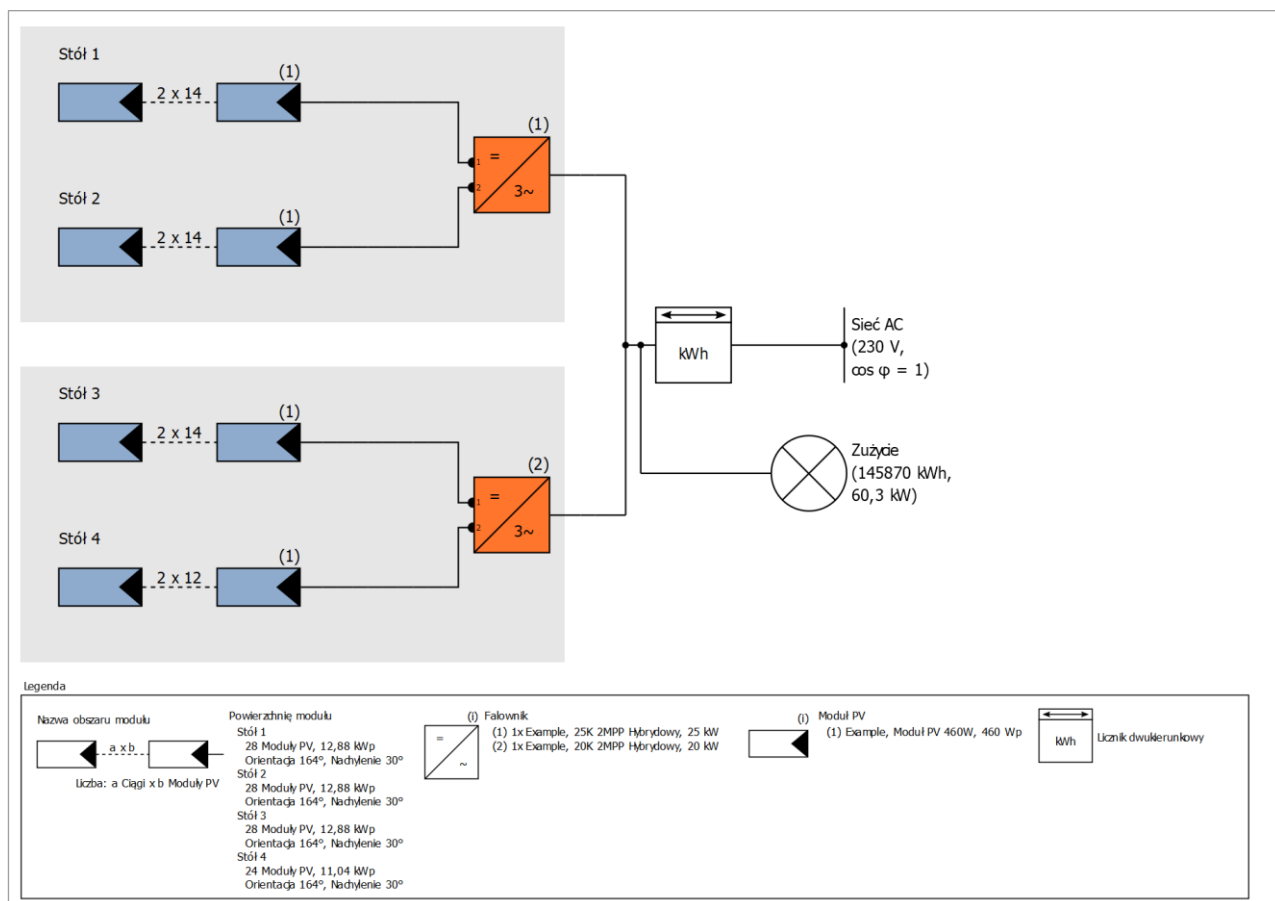 Stół 1
(1)
2 x 14
(1)
1
=
2
3~
Stół 2
(1)
2 x 14
Stół 3
(1)
2 x 14
(2)
1
=
2
3~
Stół 4
(1)
2 x 12
kWh
Sieć AC
(230 V,
cos φ = 1)
Zużycie
(145870 kWh,
60,3 kW)
Legenda
Nazwa obszaru modułu
a x b
Liczba: a Ciągi x b Moduły PV
Powierzchnię modułu
Stół 1
28 Moduły PV, 12,88 kWp
Orientacja 164°, Nachylenie 30°
Stół 2
28 Moduły PV, 12,88 kWp
Orientacja 164°, Nachylenie 30°
Stół 3
28 Moduły PV, 12,88 kWp
Orientacja 164°, Nachylenie 30°
Stół 4
24 Moduły PV, 11,04 kWp
Orientacja 164°, Nachylenie 30°
(i) Falownik
=
~
(1) 1x Example, 25K 2MPP Hybrydowy, 25 kW
(2) 1x Example, 20K 2MPP Hybrydowy, 20 kW
(i) Moduł PV
(1) Example, Moduł PV 460W, 460 Wp
kWh
Licznik dwukierunkowy